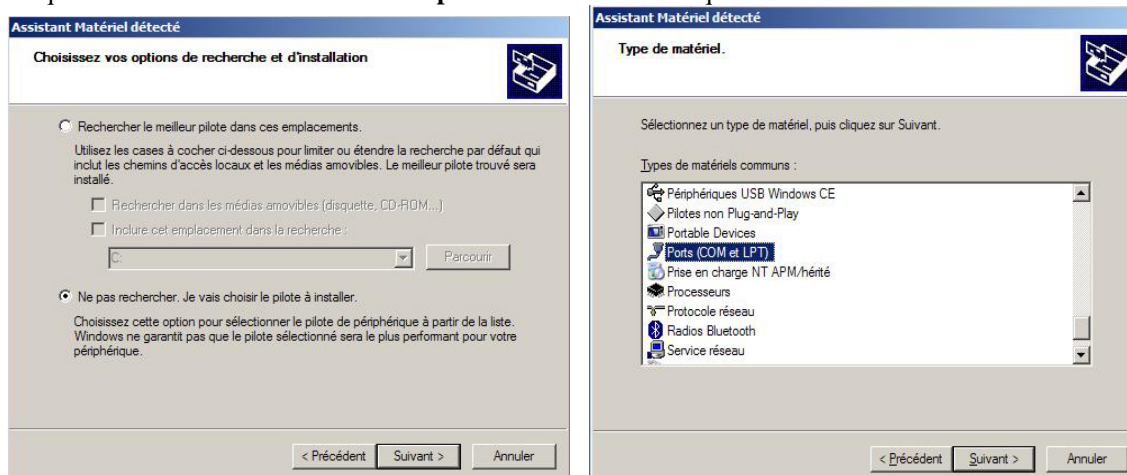 Assistant Matériel détecté
Choisissez vos options de recherche et d'installation
Rechercher le meilleur pilote dans ces emplacements.
Utilisez les cases à cocher ci-dessous pour limiter ou étendre la recherche par défaut qui
inclut les chemins d'accès locaux et les médias amovibles. Le meilleur pilote trouvé sera
installé.
Rechercher dans les médias amovibles (disquette, CD-ROM...)
Inclure cet emplacement dans la recherche :
C:
Parcourir
Ne pas rechercher. Je vais choisir le pilote à installer.
Choisissez cette option pour sélectionner le pilote de périphérique à partir de la liste.
Windows ne garantit pas que le pilote sélectionné sera le plus performant pour votre
périphérique.
< Précédent
Suivant >
Annuler
Assistant Matériel détecté
Type de matériel.
Sélectionnez un type de matériel, puis cliquez sur Suivant.
Types de matériels communs :
Périphériques USB Windows CE
Pilotes non Plug-and-Play
Portable Devices
Ports (COM et LPT)
Prise en charge NT APM/hérité
Processeurs
Protocole réseau
Radios Bluetooth
Service réseau
< Précédent
Suivant >
Annuler